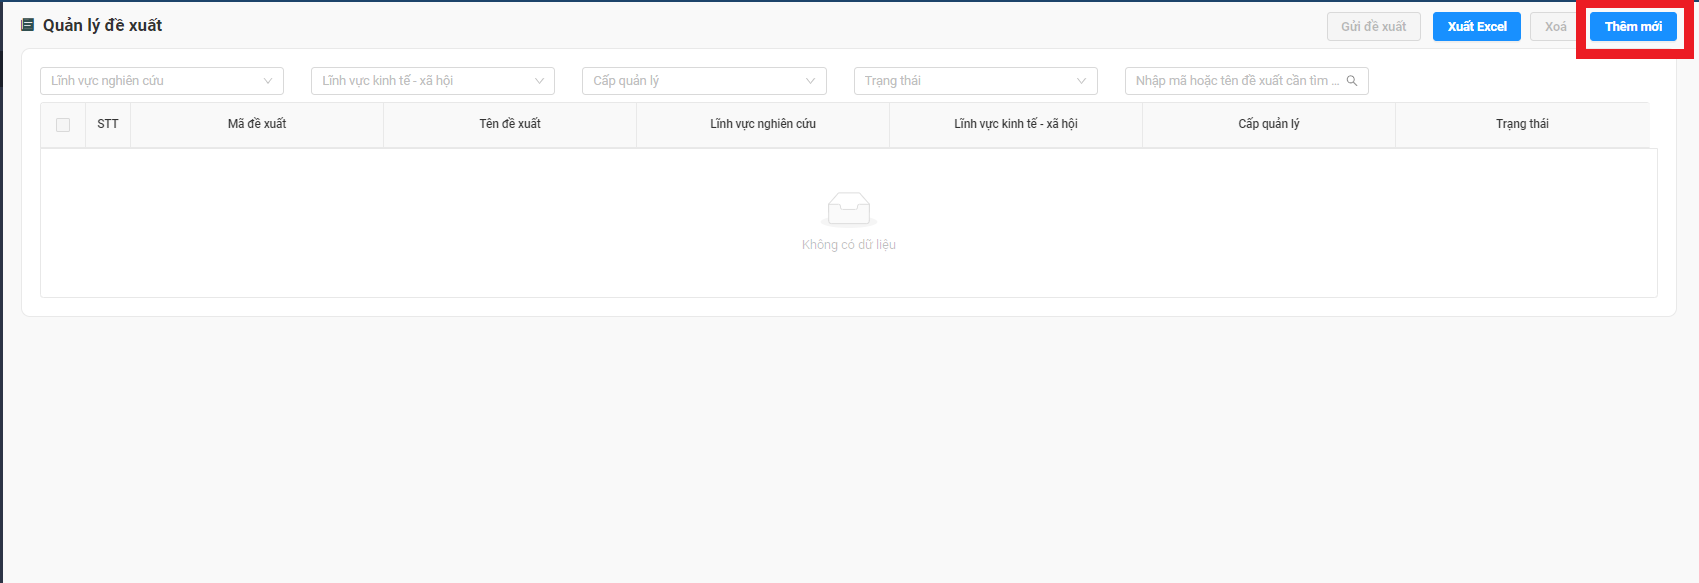 Quản lý đề xuất
Gửi đề xuất
Xuất Excel
Xoá
Thêm mới
Lĩnh vực nghiên cứu
Lĩnh vực kinh tế - xã hội
Cấp quản lý
Trạng thái
Nhập mã hoặc tên đề xuất cần tìm ...
STT
Mã đề xuất
Tên đề xuất
Lĩnh vực nghiên cứu
Lĩnh vực kinh tế - xã hội
Cấp quản lý
Trạng thái
Không có dữ liệu